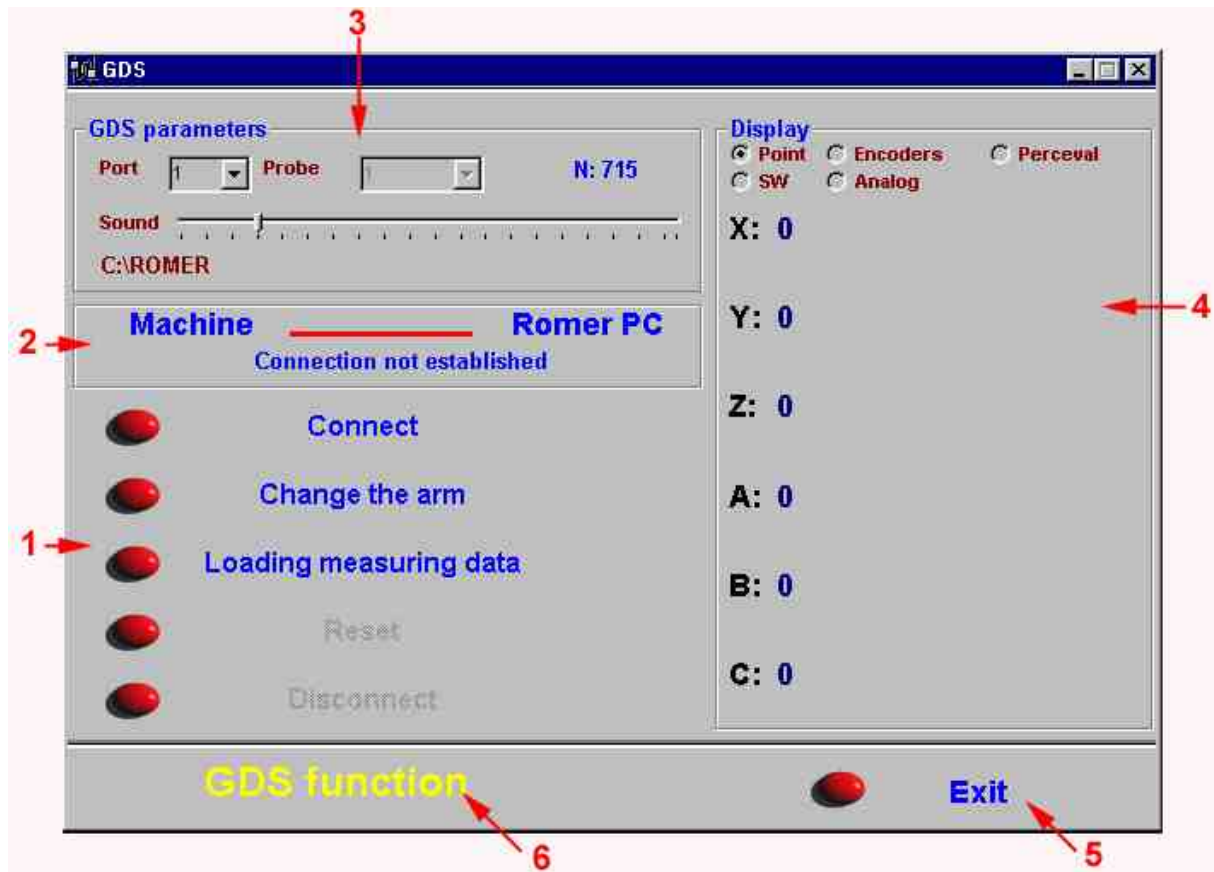 3
GDS
GDS parameters
Port 1 Probe 1 N: 715
Sound
C:\ROMER
Display
Point Encoders Perceval
SW Analog
X: 0
Y: 0
Z: 0
A: 0
B: 0
C: 0
4
2
Machine Romer PC
Connection not established
1
Connect
Change the arm
Loading measuring data
Reset
Disconnect
GDS function
Exit
6
5